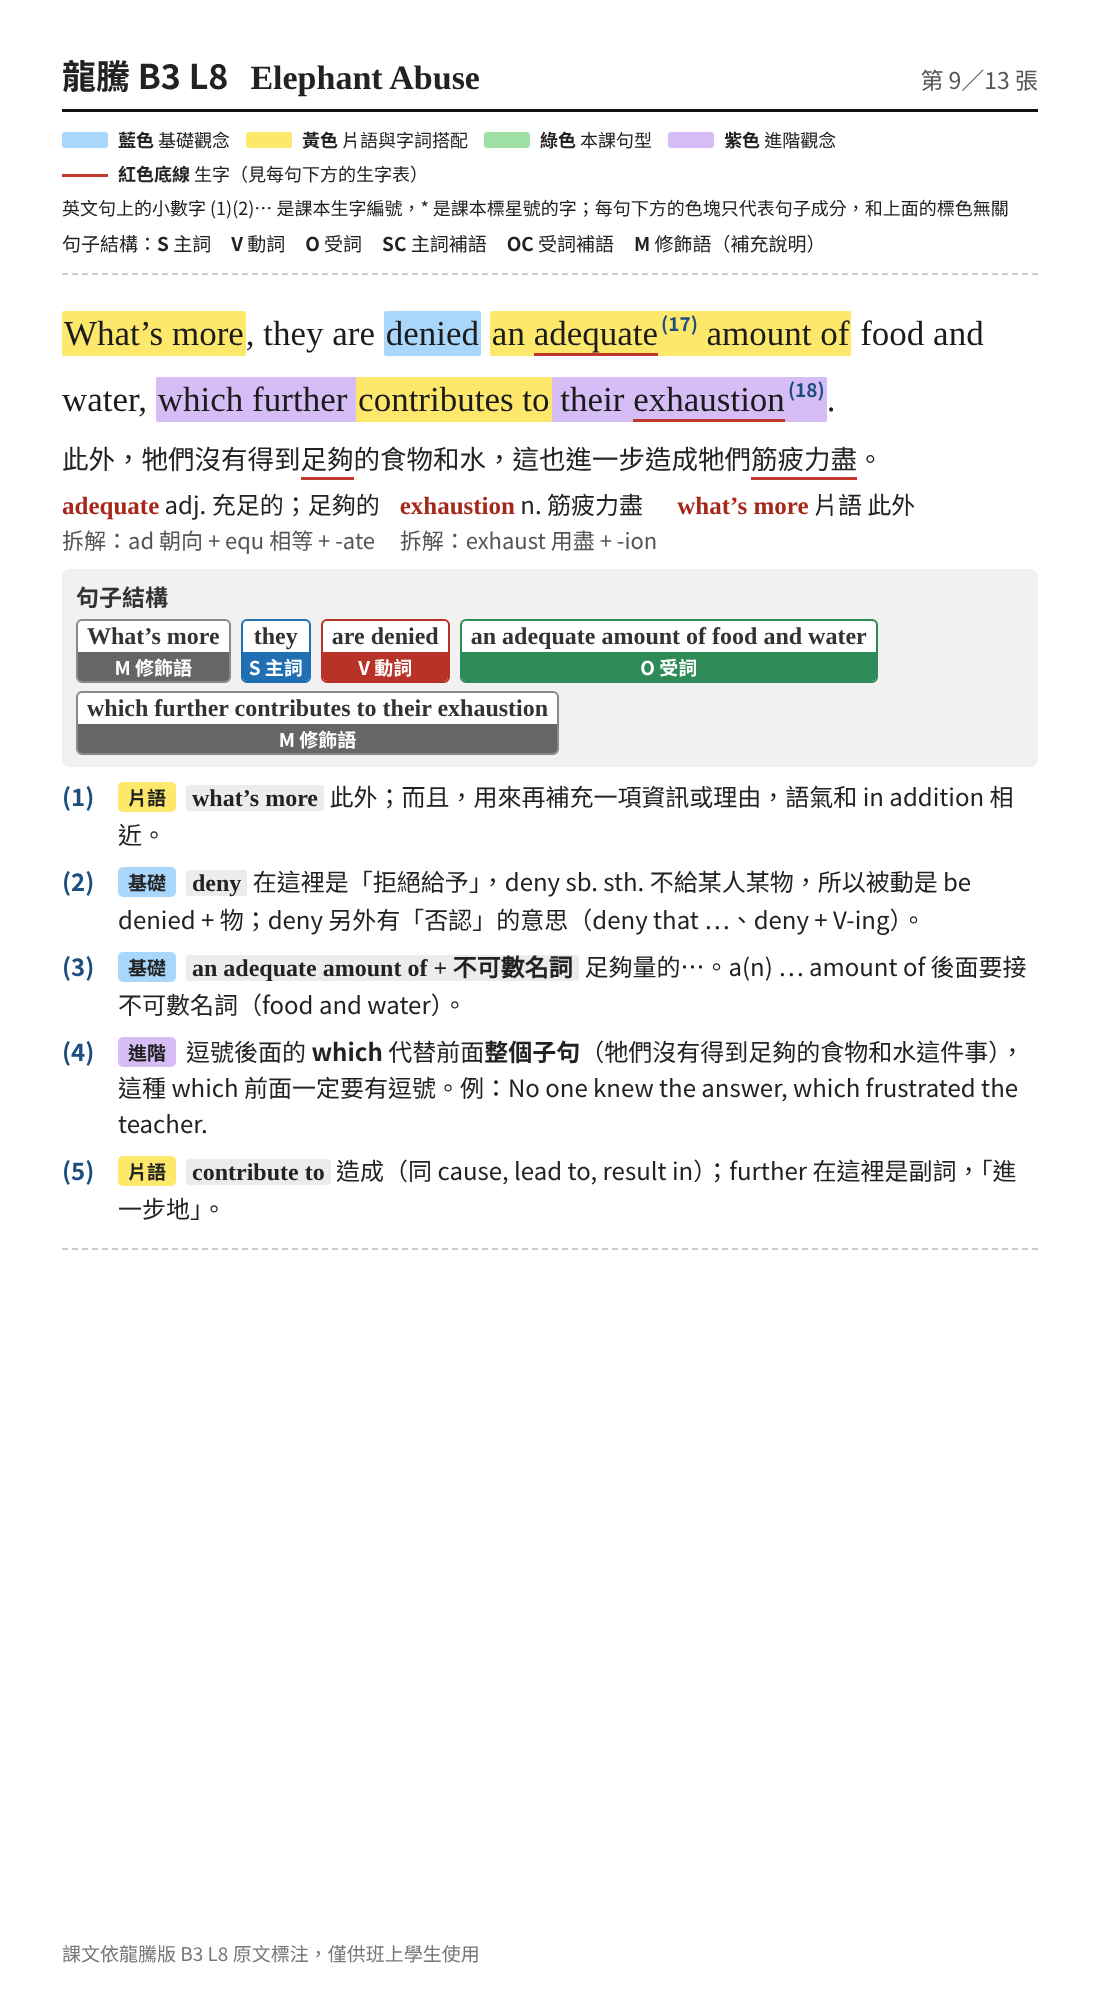 龍騰 B3 L8 Elephant Abuse
第 9／13 張
藍色 基礎觀念 黃色 片語與字詞搭配 綠色 本課句型 紫色 進階觀念
紅色底線 生字（見每句下方的生字表）
英文句上的小數字 (1)(2)… 是課本生字編號，* 是課本標星號的字；每句下方的色塊只代表句子成分，和上面的標色無關
句子結構：S 主詞 V 動詞 O 受詞 SC 主詞補語 OC 受詞補語 M 修飾語（補充說明）
What’s more, they are denied an adequate(17) amount of food and
water, which further contributes to their exhaustion(18).
此外，牠們沒有得到足夠的食物和水，這也進一步造成牠們筋疲力盡。
adequate adj. 充足的；足夠的 exhaustion n. 筋疲力盡 what’s more 片語 此外
拆解：ad 朝向 + equ 相等 + -ate 拆解：exhaust 用盡 + -ion
句子結構
What’s more they are denied an adequate amount of food and water
M 修飾語 S 主詞 V 動詞 O 受詞
which further contributes to their exhaustion
M 修飾語
(1) 片語 what’s more 此外；而且，用來再補充一項資訊或理由，語氣和 in addition 相
近。
(2) 基礎 deny 在這裡是「拒絕給予」，deny sb. sth. 不給某人某物，所以被動是 be
denied + 物；deny 另外有「否認」的意思（deny that …、deny + V-ing）。
(3) 基礎 an adequate amount of + 不可數名詞 足夠量的…。a(n) … amount of 後面要接
不可數名詞（food and water）。
(4) 進階 逗號後面的 which 代替前面整個子句（牠們沒有得到足夠的食物和水這件事），
這種 which 前面一定要有逗號。例：No one knew the answer, which frustrated the
teacher.
(5) 片語 contribute to 造成（同 cause, lead to, result in）；further 在這裡是副詞，「進
一步地」。
課文依龍騰版 B3 L8 原文標注，僅供班上學生使用